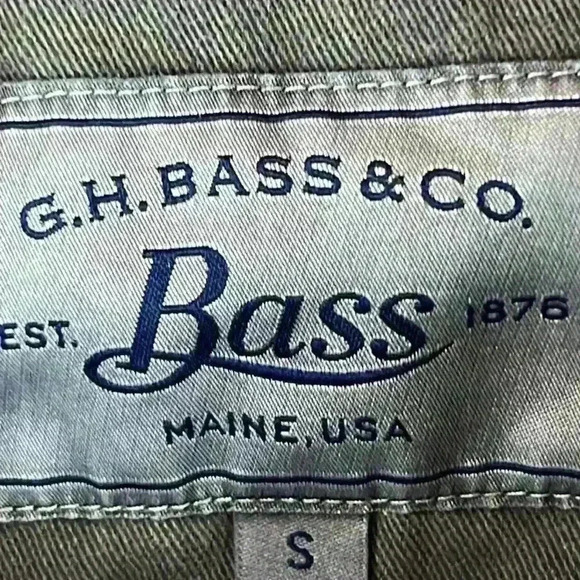 G.H.BASS & CO.
EST. Bass 1876
MAINE, USA
S